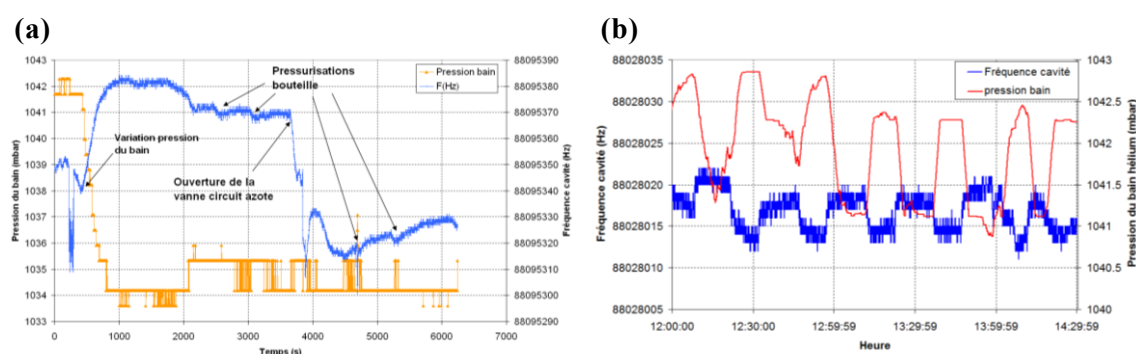 (a)
1043
1042
1041
1040
1039
1038
1037
1036
1035
1034
1033
Pression du bain (mbar)
0
1000
2000
3000
4000
5000
6000
7000
Temps (s)
88095390
88095380
88095370
88095360
88095350
88095340
88095330
88095320
88095310
88095300
88095290
Fréquence cavité (Hz)
Pression bain
F(Hz)
Pressurisations
bouteille
Variation pression
du bain
Ouverture de la
vanne circuit azote
(b)
88028035
88028030
88028025
88028020
88028015
88028010
88028005
Fréquence cavité (Hz)
12:00:00
12:30:00
12:59:59
13:29:59
13:59:59
14:29:59
Heure
1043
1042.5
1042
1041.5
1041
1040.5
1040
Pression du bain hélium (mbar)
Fréquence cavité
pression bain